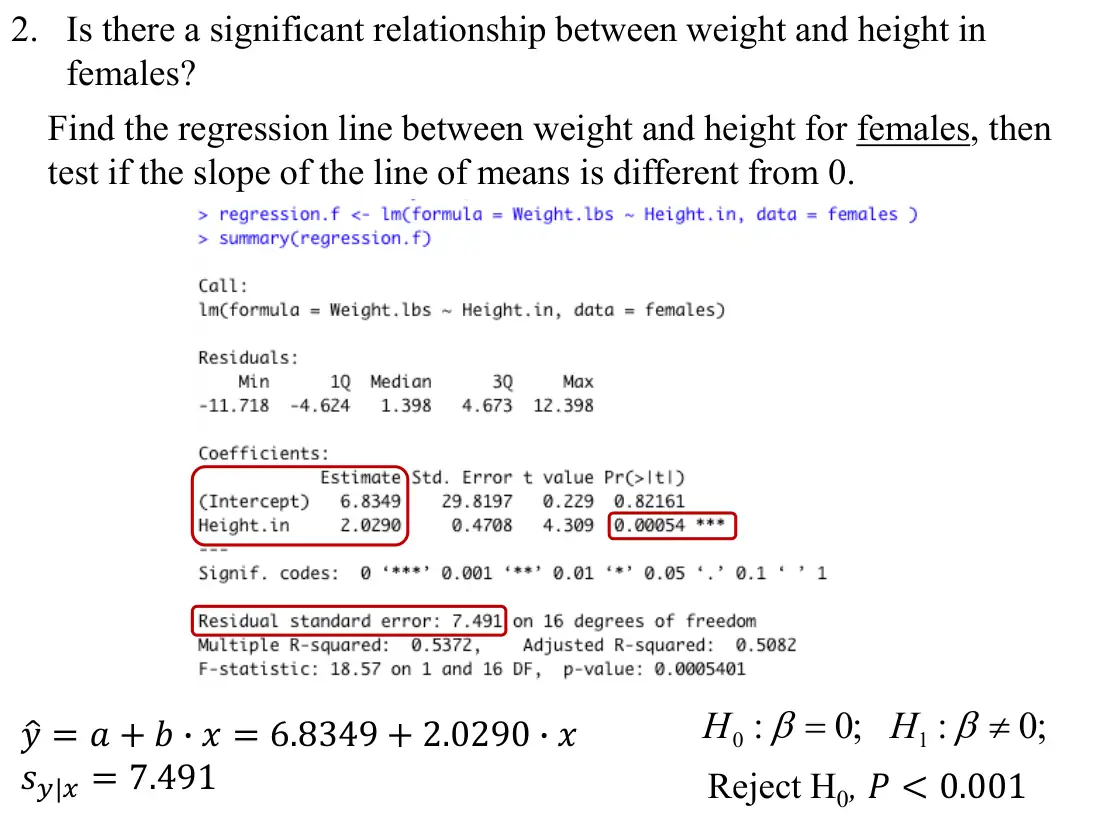 2. Is there a significant relationship between weight and height in
females?
Find the regression line between weight and height for females, then
test if the slope of the line of means is different from 0.
> regression.f <- lm(formula = Weight.lbs ~ Height.in, data = females )
> summary(regression.f)
Call:
lm(formula = Weight.lbs ~ Height.in, data = females)
Residuals:
Min 1Q Median 3Q Max
-11.718 -4.624 1.398 4.673 12.398
Coefficients:
Estimate Std. Error t value Pr(>|t|)
(Intercept) 6.8349 29.8197 0.229 0.82161
Height.in 2.0290 0.4708 4.309 0.00054 ***
---
Signif. codes: 0 ‘***’ 0.001 ‘**’ 0.01 ‘*’ 0.05 ‘.’ 0.1 ‘ ’ 1
Residual standard error: 7.491 on 16 degrees of freedom
Multiple R-squared: 0.5372, Adjusted R-squared: 0.5082
F-statistic: 18.57 on 1 and 16 DF, p-value: 0.0005401
ŷ = a + b · x = 6.8349 + 2.0290 · x
s_{y|x} = 7.491
H₀ : β = 0; H₁ : β ≠ 0;
Reject H₀, P < 0.001